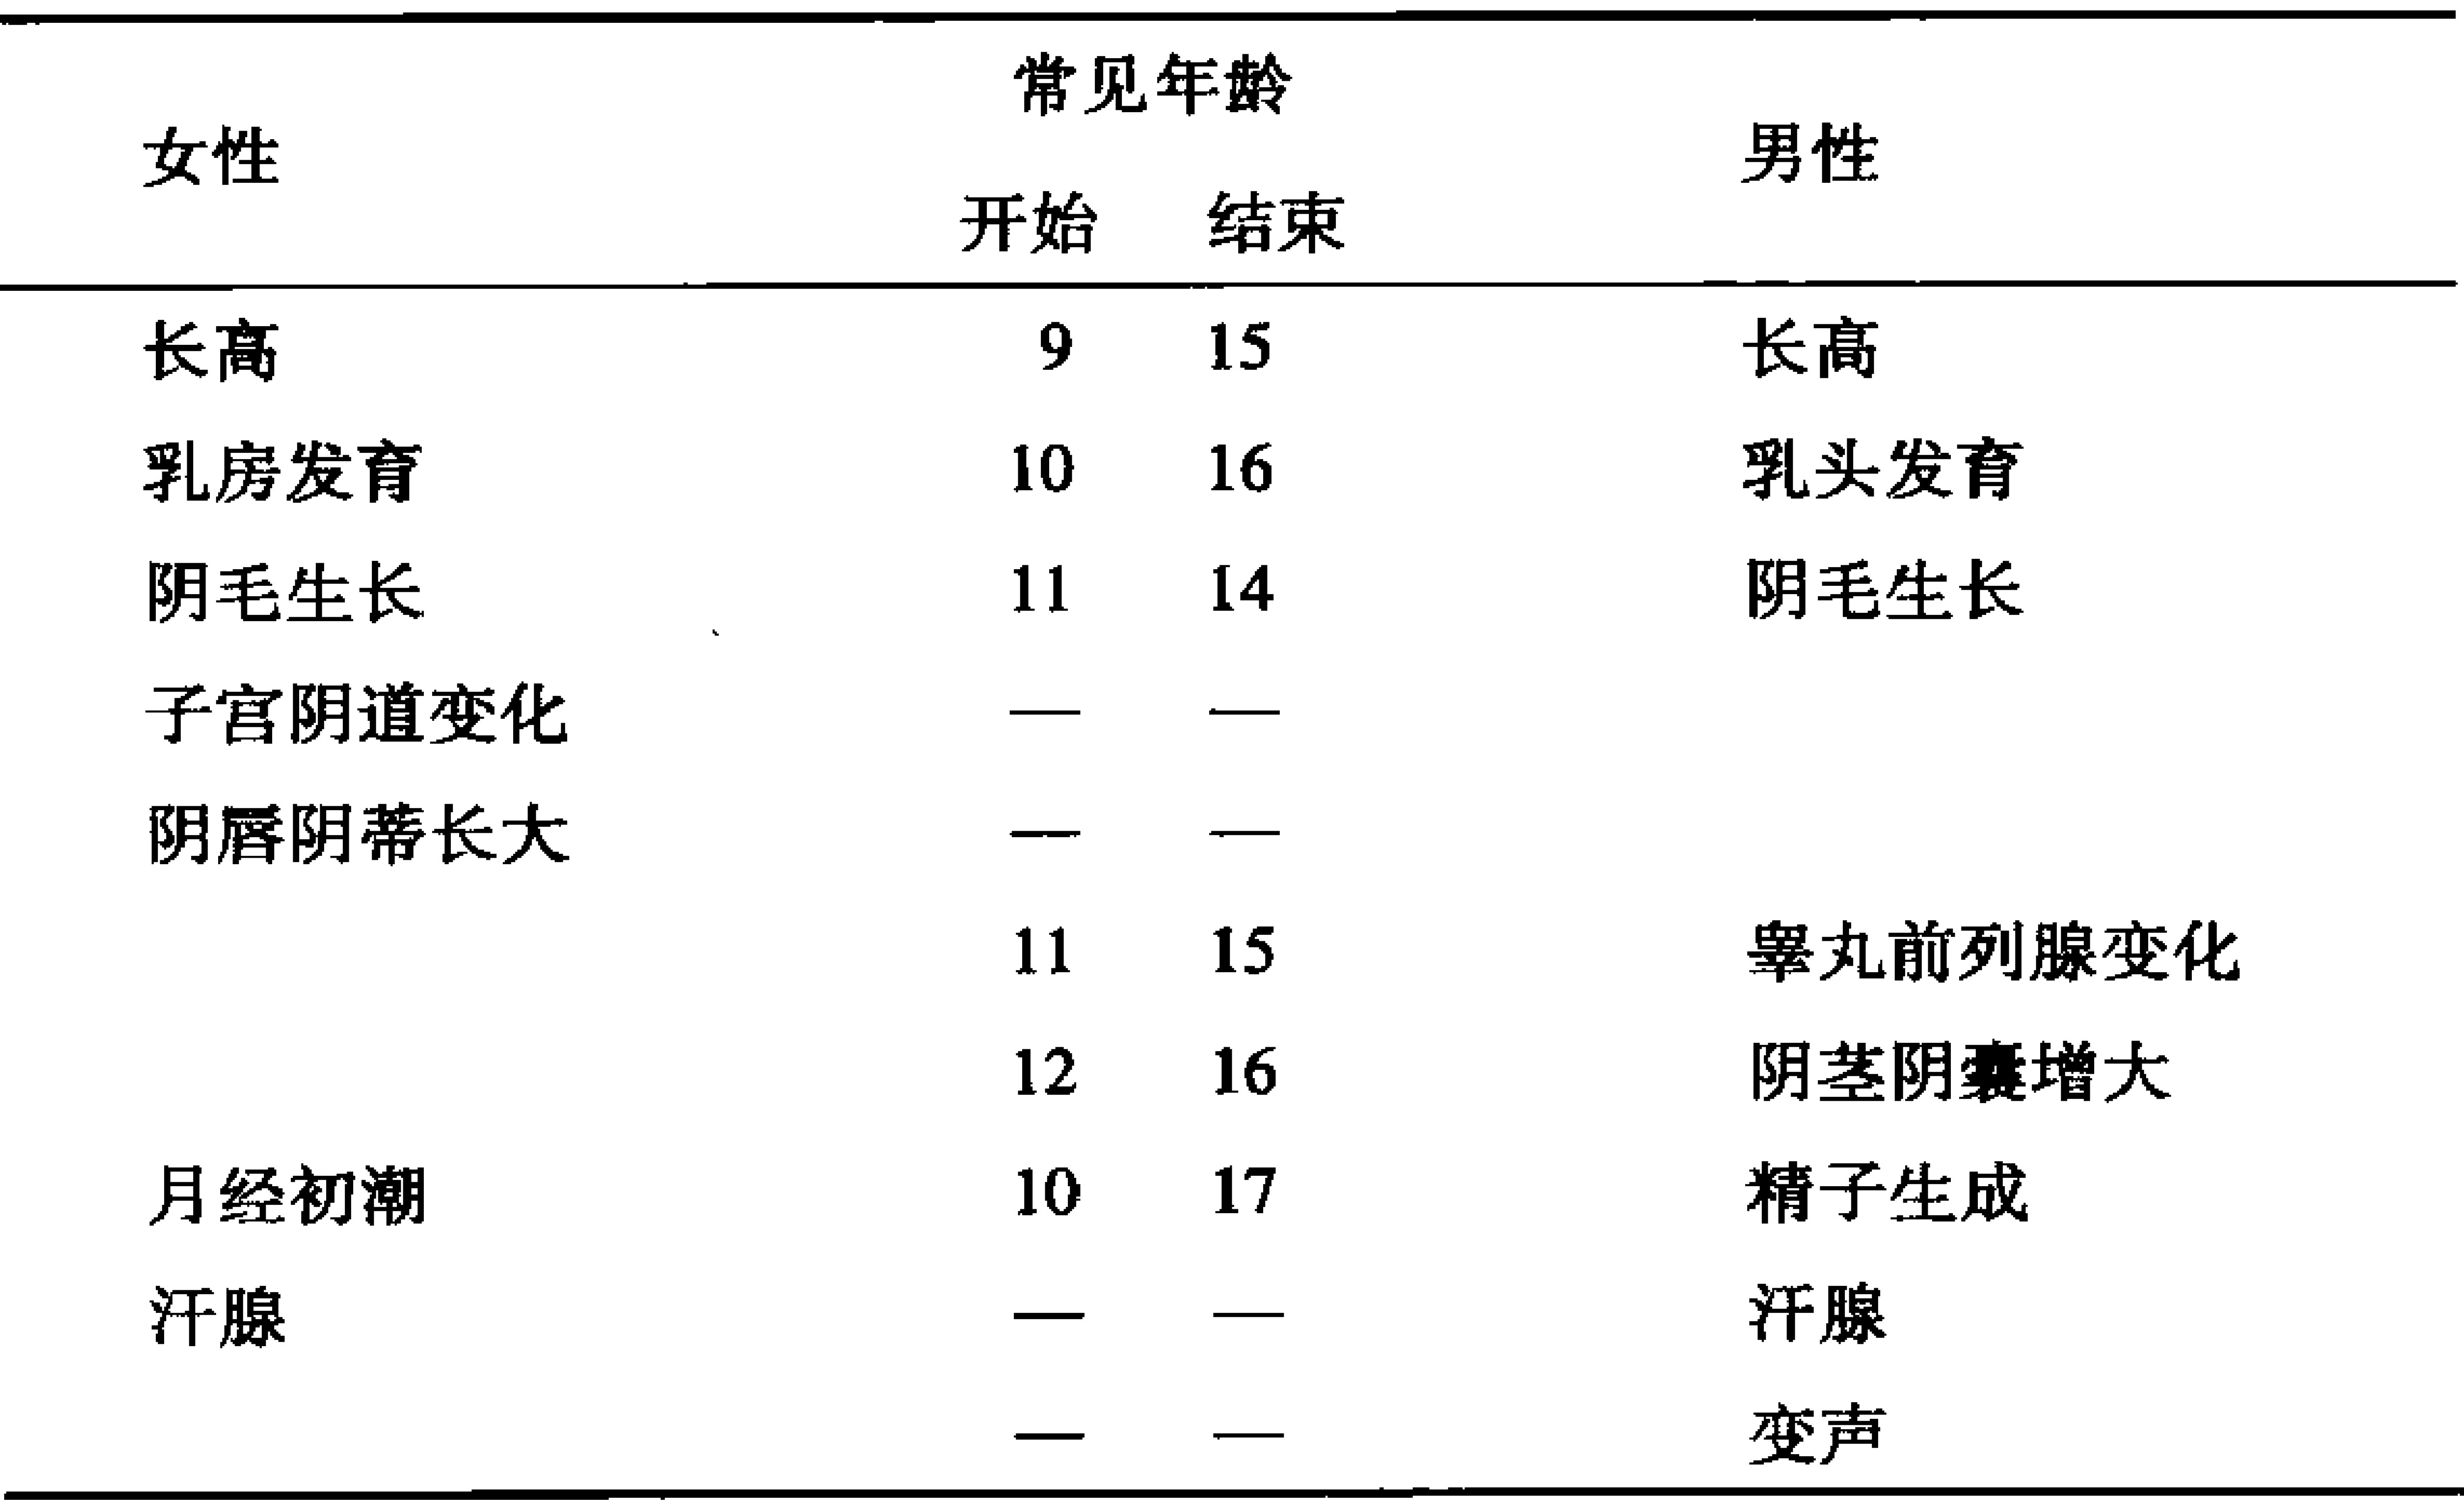 常见年龄
女性 男性
开始 结束
长高 9 15 长高
乳房发育 10 16 乳头发育
阴毛生长 11 14 阴毛生长
子宫阴道变化 — —
阴唇阴蒂长大 — —
11 15 睾丸前列腺变化
12 16 阴茎阴囊增大
月经初潮 10 17 精子生成
汗腺 — — 汗腺
— — 变声